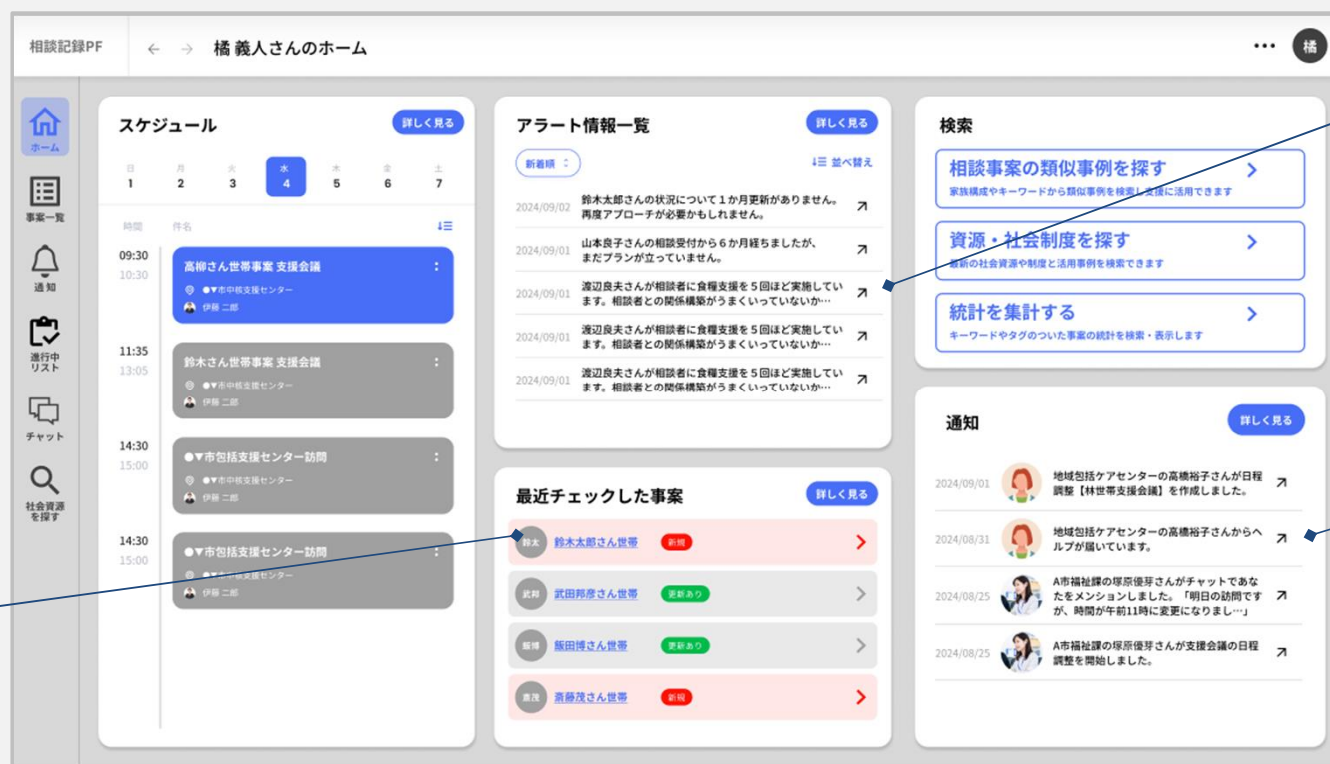 相談記録PF
← → 橘 義人さんのホーム
•••
橘
ホーム
事案一覧
通知
進行中
リスト
チャット
社会資源
を探す
スケジュール
詳しく見る
日 月 火 水 木 金 土
1 2 3 4 5 6 7
時間 件名
09:30
10:30
高柳さん世帯事案 支援会議
●▼市中核支援センター
伊藤 二郎
11:35
13:05
鈴木さん世帯事案 支援会議
●▼市中核支援センター
伊藤 二郎
14:30
15:00
●▼市包括支援センター訪問
●▼市中核支援センター
伊藤 二郎
14:30
15:00
●▼市包括支援センター訪問
●▼市中核支援センター
伊藤 二郎
アラート情報一覧
詳しく見る
新着順
並べ替え
2024/09/02
鈴木太郎さんの状況について１か月更新がありません。
再度アプローチが必要かもしれません。
2024/09/01
山本良子さんの相談受付から６か月経ちましたが、
まだプランが立っていません。
2024/09/01
渡辺良夫さんが相談者に食糧支援を５回ほど実施してい
ます。相談者との関係構築がうまくいっていないか…
2024/09/01
渡辺良夫さんが相談者に食糧支援を５回ほど実施してい
ます。相談者との関係構築がうまくいっていないか…
2024/09/01
渡辺良夫さんが相談者に食糧支援を５回ほど実施してい
ます。相談者との関係構築がうまくいっていないか…
最近チェックした事案
詳しく見る
鈴太 鈴木太郎さん世帯 新規
武邦 武田邦彦さん世帯 更新あり
飯博 飯田博さん世帯 更新あり
斎茂 斎藤茂さん世帯 新規
検索
相談事案の類似事例を探す
家族構成やキーワードから類似事例を検索し支援に活用できます
資源・社会制度を探す
最新の社会資源や制度と活用事例を検索できます
統計を集計する
キーワードやタグのついた事案の統計を検索・表示します
通知
詳しく見る
2024/09/01
地域包括ケアセンターの高橋裕子さんが日程
調整【林世帯支援会議】を作成しました。
2024/08/31
地域包括ケアセンターの高橋裕子さんからヘ
ルプが届いています。
2024/08/25
A市福祉課の塚原優芽さんがチャットであな
たをメンションしました。「明日の訪問です
が、時間が午前11時に変更になりまし…」
2024/08/25
A市福祉課の塚原優芽さんが支援会議の日程
調整を開始しました。